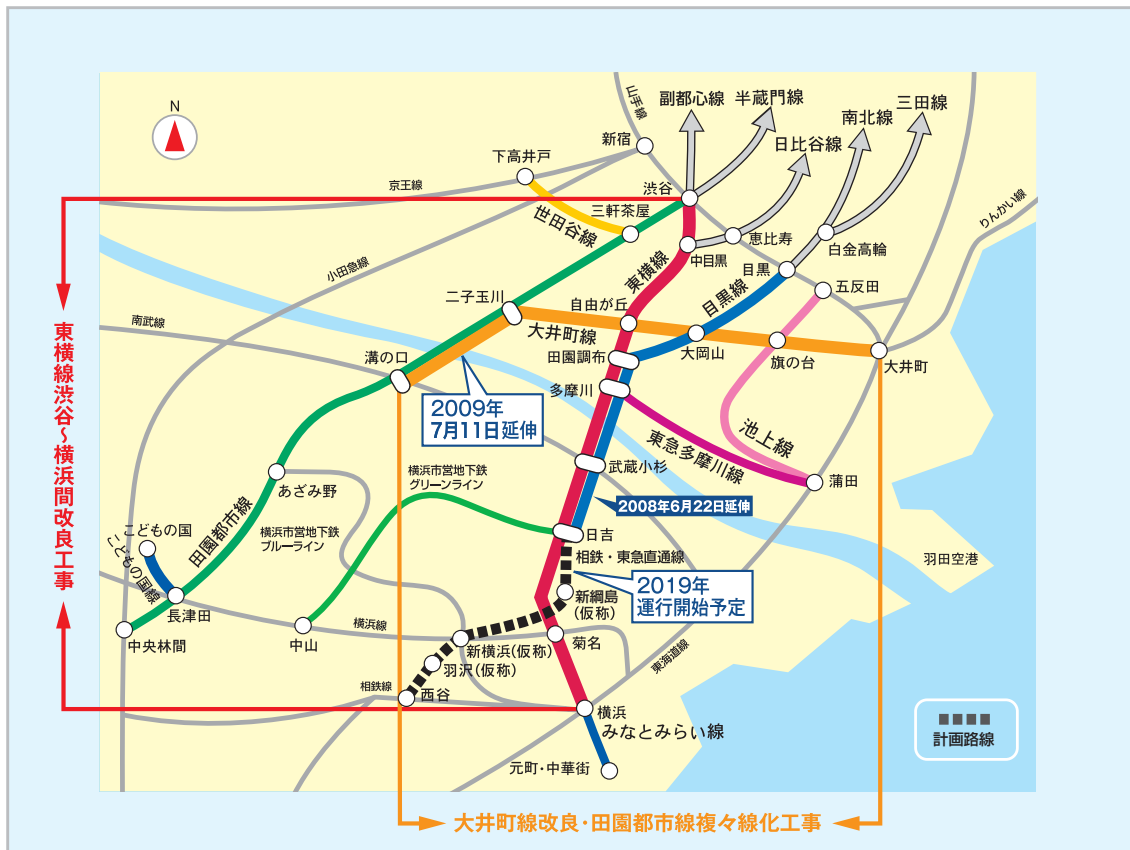 N
山手線
副都心線
半蔵門線
南北線
三田線
日比谷線
新宿
下高井戸
京王線
渋谷
りんかい線
三軒茶屋
世田谷線
恵比寿
白金高輪
中目黒
目黒
東横線
小田急線
二子玉川
自由が丘
目黒線
五反田
南武線
大井町線
大岡山
旗の台
大井町
溝の口
田園調布
多摩川
2009年
7月11日延伸
池上線
東急多摩川線
武蔵小杉
蒲田
あざみ野
横浜市営地下鉄
グリーンライン
2008年6月22日延伸
こどもの国
こどもの国線
田園都市線
横浜市営地下鉄
ブルーライン
日吉
相鉄・東急直通線
羽田空港
2019年
運行開始予定
新綱島
(仮称)
長津田
中央林間
中山
横浜線
新横浜(仮称)
菊名
羽沢(仮称)
東海道線
相鉄線
西谷
横浜
みなとみらい線
元町・中華街
計画路線
東横線渋谷〜横浜間改良工事
大井町線改良・田園都市線複々線化工事